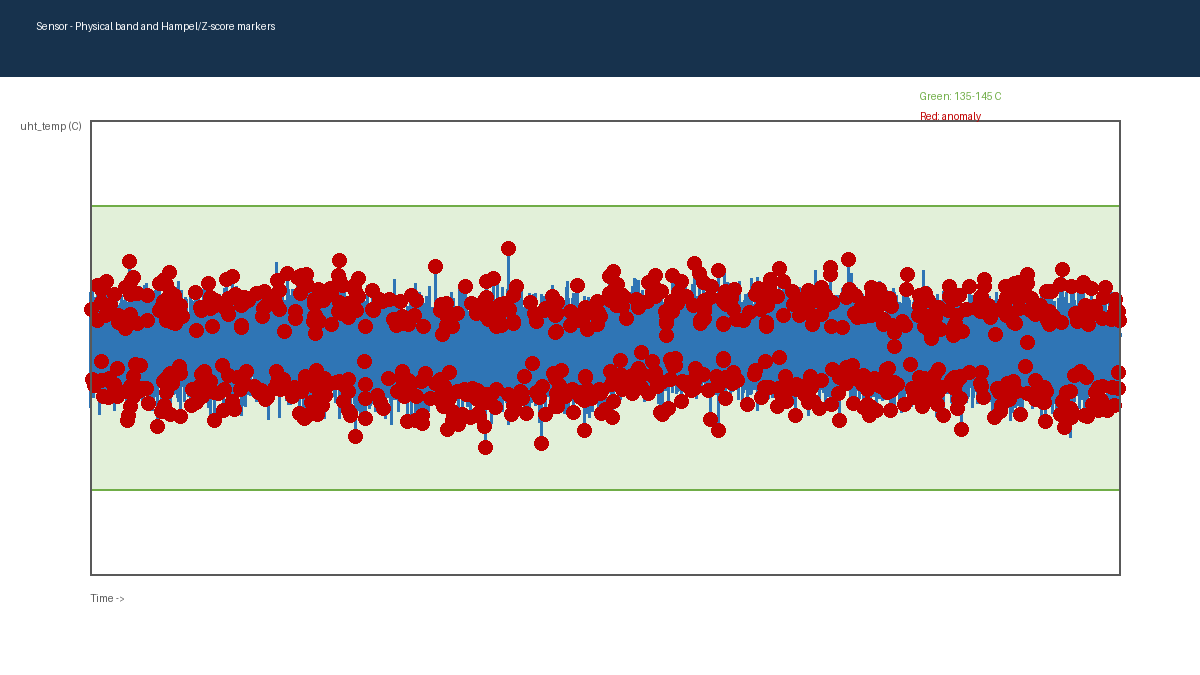 Sensor - Physical band and Hampel/Z-score markers
Green: 135-145 C
Red: anomaly
uht_temp (C)
Time ->